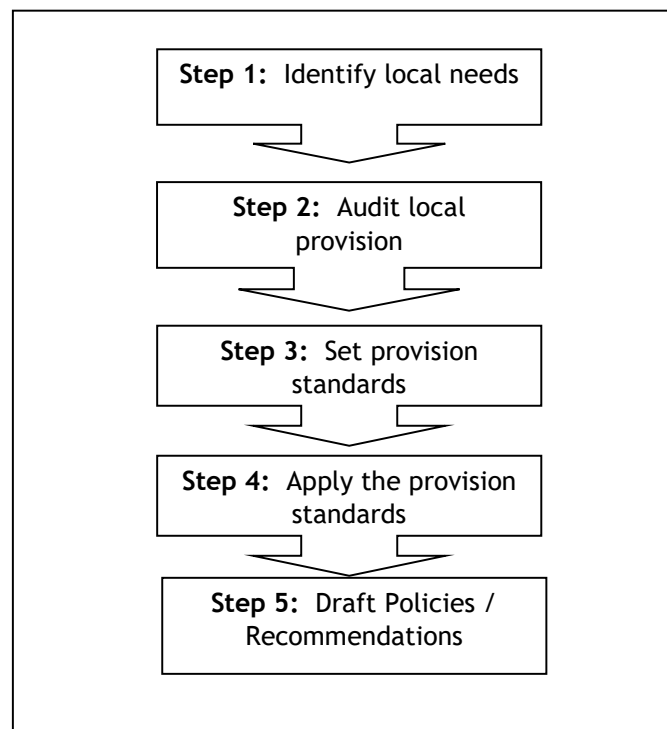 Step 1: Identify local needs
Step 2: Audit local
provision
Step 3: Set provision
standards
Step 4: Apply the provision
standards
Step 5: Draft Policies /
Recommendations